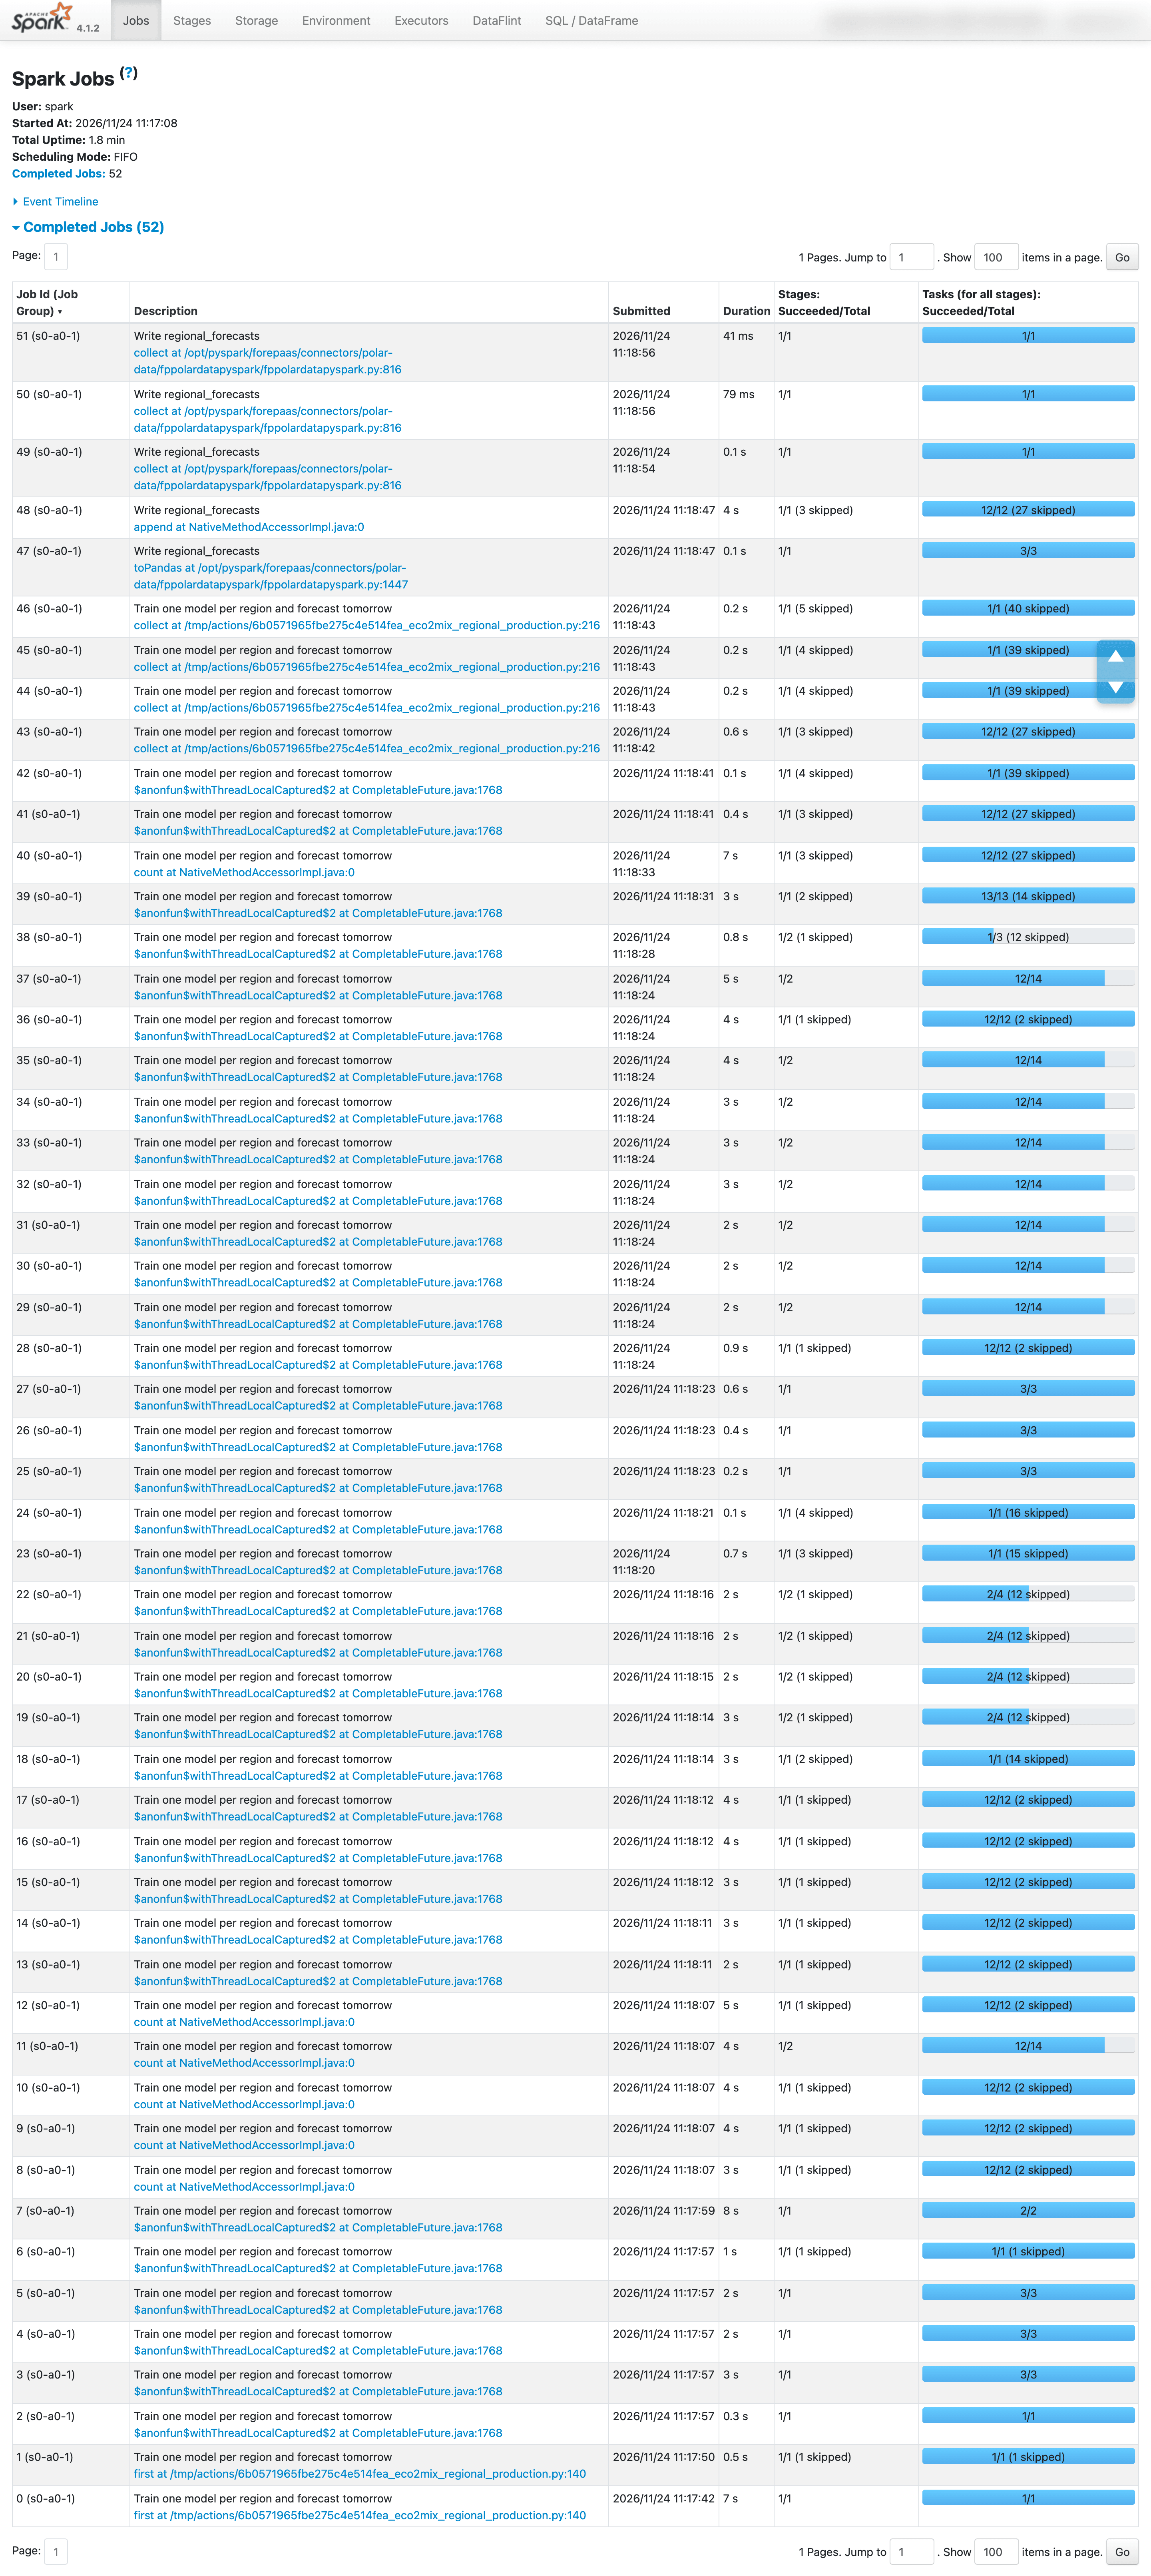 APACHE
Spark 4.1.2 Jobs Stages Storage Environment Executors DataFlint SQL / DataFrame
Spark Jobs (?)
User: spark
Started At: 2026/11/24 11:17:08
Total Uptime: 1.8 min
Scheduling Mode: FIFO
Completed Jobs: 52
Event Timeline
Completed Jobs (52)
Page: 1 1 Pages. Jump to 1 . Show 100 items in a page. Go
Job Id (Job Stages: Tasks (for all stages):
Group) ▾ Description Submitted Duration Succeeded/Total Succeeded/Total
51 (s0-a0-1) Write regional_forecasts 2026/11/24 41 ms 1/1 1/1
collect at /opt/pyspark/forepaas/connectors/polar- 11:18:56
data/fppolardatapyspark/fppolardatapyspark.py:816
50 (s0-a0-1) Write regional_forecasts 2026/11/24 79 ms 1/1 1/1
collect at /opt/pyspark/forepaas/connectors/polar- 11:18:56
data/fppolardatapyspark/fppolardatapyspark.py:816
49 (s0-a0-1) Write regional_forecasts 2026/11/24 0.1 s 1/1 1/1
collect at /opt/pyspark/forepaas/connectors/polar- 11:18:54
data/fppolardatapyspark/fppolardatapyspark.py:816
48 (s0-a0-1) Write regional_forecasts 2026/11/24 11:18:47 4 s 1/1 (3 skipped) 12/12 (27 skipped)
append at NativeMethodAccessorImpl.java:0
47 (s0-a0-1) Write regional_forecasts 2026/11/24 11:18:47 0.1 s 1/1 3/3
toPandas at /opt/pyspark/forepaas/connectors/polar-
data/fppolardatapyspark/fppolardatapyspark.py:1447
46 (s0-a0-1) Train one model per region and forecast tomorrow 2026/11/24 0.2 s 1/1 (5 skipped) 1/1 (40 skipped)
collect at /tmp/actions/6b0571965fbe275c4e514fea_eco2mix_regional_production.py:216 11:18:43
45 (s0-a0-1) Train one model per region and forecast tomorrow 2026/11/24 0.2 s 1/1 (4 skipped) 1/1 (39 skipped)
collect at /tmp/actions/6b0571965fbe275c4e514fea_eco2mix_regional_production.py:216 11:18:43
44 (s0-a0-1) Train one model per region and forecast tomorrow 2026/11/24 0.2 s 1/1 (4 skipped) 1/1 (39 skipped)
collect at /tmp/actions/6b0571965fbe275c4e514fea_eco2mix_regional_production.py:216 11:18:43
43 (s0-a0-1) Train one model per region and forecast tomorrow 2026/11/24 0.6 s 1/1 (3 skipped) 12/12 (27 skipped)
collect at /tmp/actions/6b0571965fbe275c4e514fea_eco2mix_regional_production.py:216 11:18:42
42 (s0-a0-1) Train one model per region and forecast tomorrow 2026/11/24 11:18:41 0.1 s 1/1 (4 skipped) 1/1 (39 skipped)
$anonfun$withThreadLocalCaptured$2 at CompletableFuture.java:1768
41 (s0-a0-1) Train one model per region and forecast tomorrow 2026/11/24 11:18:41 0.4 s 1/1 (3 skipped) 12/12 (27 skipped)
$anonfun$withThreadLocalCaptured$2 at CompletableFuture.java:1768
40 (s0-a0-1) Train one model per region and forecast tomorrow 2026/11/24 7 s 1/1 (3 skipped) 12/12 (27 skipped)
count at NativeMethodAccessorImpl.java:0 11:18:33
39 (s0-a0-1) Train one model per region and forecast tomorrow 2026/11/24 11:18:31 3 s 1/1 (2 skipped) 13/13 (14 skipped)
$anonfun$withThreadLocalCaptured$2 at CompletableFuture.java:1768
38 (s0-a0-1) Train one model per region and forecast tomorrow 2026/11/24 0.8 s 1/2 (1 skipped) 1/3 (12 skipped)
$anonfun$withThreadLocalCaptured$2 at CompletableFuture.java:1768 11:18:28
37 (s0-a0-1) Train one model per region and forecast tomorrow 2026/11/24 5 s 1/2 12/14
$anonfun$withThreadLocalCaptured$2 at CompletableFuture.java:1768 11:18:24
36 (s0-a0-1) Train one model per region and forecast tomorrow 2026/11/24 4 s 1/1 (1 skipped) 12/12 (2 skipped)
$anonfun$withThreadLocalCaptured$2 at CompletableFuture.java:1768 11:18:24
35 (s0-a0-1) Train one model per region and forecast tomorrow 2026/11/24 4 s 1/2 12/14
$anonfun$withThreadLocalCaptured$2 at CompletableFuture.java:1768 11:18:24
34 (s0-a0-1) Train one model per region and forecast tomorrow 2026/11/24 3 s 1/2 12/14
$anonfun$withThreadLocalCaptured$2 at CompletableFuture.java:1768 11:18:24
33 (s0-a0-1) Train one model per region and forecast tomorrow 2026/11/24 3 s 1/2 12/14
$anonfun$withThreadLocalCaptured$2 at CompletableFuture.java:1768 11:18:24
32 (s0-a0-1) Train one model per region and forecast tomorrow 2026/11/24 3 s 1/2 12/14
$anonfun$withThreadLocalCaptured$2 at CompletableFuture.java:1768 11:18:24
31 (s0-a0-1) Train one model per region and forecast tomorrow 2026/11/24 2 s 1/2 12/14
$anonfun$withThreadLocalCaptured$2 at CompletableFuture.java:1768 11:18:24
30 (s0-a0-1) Train one model per region and forecast tomorrow 2026/11/24 2 s 1/2 12/14
$anonfun$withThreadLocalCaptured$2 at CompletableFuture.java:1768 11:18:24
29 (s0-a0-1) Train one model per region and forecast tomorrow 2026/11/24 2 s 1/2 12/14
$anonfun$withThreadLocalCaptured$2 at CompletableFuture.java:1768 11:18:24
28 (s0-a0-1) Train one model per region and forecast tomorrow 2026/11/24 0.9 s 1/1 (1 skipped) 12/12 (2 skipped)
$anonfun$withThreadLocalCaptured$2 at CompletableFuture.java:1768 11:18:24
27 (s0-a0-1) Train one model per region and forecast tomorrow 2026/11/24 11:18:23 0.6 s 1/1 3/3
$anonfun$withThreadLocalCaptured$2 at CompletableFuture.java:1768
26 (s0-a0-1) Train one model per region and forecast tomorrow 2026/11/24 11:18:23 0.4 s 1/1 3/3
$anonfun$withThreadLocalCaptured$2 at CompletableFuture.java:1768
25 (s0-a0-1) Train one model per region and forecast tomorrow 2026/11/24 11:18:23 0.2 s 1/1 3/3
$anonfun$withThreadLocalCaptured$2 at CompletableFuture.java:1768
24 (s0-a0-1) Train one model per region and forecast tomorrow 2026/11/24 11:18:21 0.1 s 1/1 (4 skipped) 1/1 (16 skipped)
$anonfun$withThreadLocalCaptured$2 at CompletableFuture.java:1768
23 (s0-a0-1) Train one model per region and forecast tomorrow 2026/11/24 0.7 s 1/1 (3 skipped) 1/1 (15 skipped)
$anonfun$withThreadLocalCaptured$2 at CompletableFuture.java:1768 11:18:20
22 (s0-a0-1) Train one model per region and forecast tomorrow 2026/11/24 11:18:16 2 s 1/2 (1 skipped) 2/4 (12 skipped)
$anonfun$withThreadLocalCaptured$2 at CompletableFuture.java:1768
21 (s0-a0-1) Train one model per region and forecast tomorrow 2026/11/24 11:18:16 2 s 1/2 (1 skipped) 2/4 (12 skipped)
$anonfun$withThreadLocalCaptured$2 at CompletableFuture.java:1768
20 (s0-a0-1) Train one model per region and forecast tomorrow 2026/11/24 11:18:15 2 s 1/2 (1 skipped) 2/4 (12 skipped)
$anonfun$withThreadLocalCaptured$2 at CompletableFuture.java:1768
19 (s0-a0-1) Train one model per region and forecast tomorrow 2026/11/24 11:18:14 3 s 1/2 (1 skipped) 2/4 (12 skipped)
$anonfun$withThreadLocalCaptured$2 at CompletableFuture.java:1768
18 (s0-a0-1) Train one model per region and forecast tomorrow 2026/11/24 11:18:14 3 s 1/1 (2 skipped) 1/1 (14 skipped)
$anonfun$withThreadLocalCaptured$2 at CompletableFuture.java:1768
17 (s0-a0-1) Train one model per region and forecast tomorrow 2026/11/24 11:18:12 4 s 1/1 (1 skipped) 12/12 (2 skipped)
$anonfun$withThreadLocalCaptured$2 at CompletableFuture.java:1768
16 (s0-a0-1) Train one model per region and forecast tomorrow 2026/11/24 11:18:12 4 s 1/1 (1 skipped) 12/12 (2 skipped)
$anonfun$withThreadLocalCaptured$2 at CompletableFuture.java:1768
15 (s0-a0-1) Train one model per region and forecast tomorrow 2026/11/24 11:18:12 3 s 1/1 (1 skipped) 12/12 (2 skipped)
$anonfun$withThreadLocalCaptured$2 at CompletableFuture.java:1768
14 (s0-a0-1) Train one model per region and forecast tomorrow 2026/11/24 11:18:11 3 s 1/1 (1 skipped) 12/12 (2 skipped)
$anonfun$withThreadLocalCaptured$2 at CompletableFuture.java:1768
13 (s0-a0-1) Train one model per region and forecast tomorrow 2026/11/24 11:18:11 2 s 1/1 (1 skipped) 12/12 (2 skipped)
$anonfun$withThreadLocalCaptured$2 at CompletableFuture.java:1768
12 (s0-a0-1) Train one model per region and forecast tomorrow 2026/11/24 11:18:07 5 s 1/1 (1 skipped) 12/12 (2 skipped)
count at NativeMethodAccessorImpl.java:0
11 (s0-a0-1) Train one model per region and forecast tomorrow 2026/11/24 11:18:07 4 s 1/2 12/14
count at NativeMethodAccessorImpl.java:0
10 (s0-a0-1) Train one model per region and forecast tomorrow 2026/11/24 11:18:07 4 s 1/1 (1 skipped) 12/12 (2 skipped)
count at NativeMethodAccessorImpl.java:0
9 (s0-a0-1) Train one model per region and forecast tomorrow 2026/11/24 11:18:07 4 s 1/1 (1 skipped) 12/12 (2 skipped)
count at NativeMethodAccessorImpl.java:0
8 (s0-a0-1) Train one model per region and forecast tomorrow 2026/11/24 11:18:07 3 s 1/1 (1 skipped) 12/12 (2 skipped)
count at NativeMethodAccessorImpl.java:0
7 (s0-a0-1) Train one model per region and forecast tomorrow 2026/11/24 11:17:59 8 s 1/1 2/2
$anonfun$withThreadLocalCaptured$2 at CompletableFuture.java:1768
6 (s0-a0-1) Train one model per region and forecast tomorrow 2026/11/24 11:17:57 1 s 1/1 (1 skipped) 1/1 (1 skipped)
$anonfun$withThreadLocalCaptured$2 at CompletableFuture.java:1768
5 (s0-a0-1) Train one model per region and forecast tomorrow 2026/11/24 11:17:57 2 s 1/1 3/3
$anonfun$withThreadLocalCaptured$2 at CompletableFuture.java:1768
4 (s0-a0-1) Train one model per region and forecast tomorrow 2026/11/24 11:17:57 2 s 1/1 3/3
$anonfun$withThreadLocalCaptured$2 at CompletableFuture.java:1768
3 (s0-a0-1) Train one model per region and forecast tomorrow 2026/11/24 11:17:57 3 s 1/1 3/3
$anonfun$withThreadLocalCaptured$2 at CompletableFuture.java:1768
2 (s0-a0-1) Train one model per region and forecast tomorrow 2026/11/24 11:17:57 0.3 s 1/1 1/1
$anonfun$withThreadLocalCaptured$2 at CompletableFuture.java:1768
1 (s0-a0-1) Train one model per region and forecast tomorrow 2026/11/24 11:17:50 0.5 s 1/1 (1 skipped) 1/1 (1 skipped)
first at /tmp/actions/6b0571965fbe275c4e514fea_eco2mix_regional_production.py:140
0 (s0-a0-1) Train one model per region and forecast tomorrow 2026/11/24 11:17:42 7 s 1/1 1/1
first at /tmp/actions/6b0571965fbe275c4e514fea_eco2mix_regional_production.py:140
Page: 1 1 Pages. Jump to 1 . Show 100 items in a page. Go